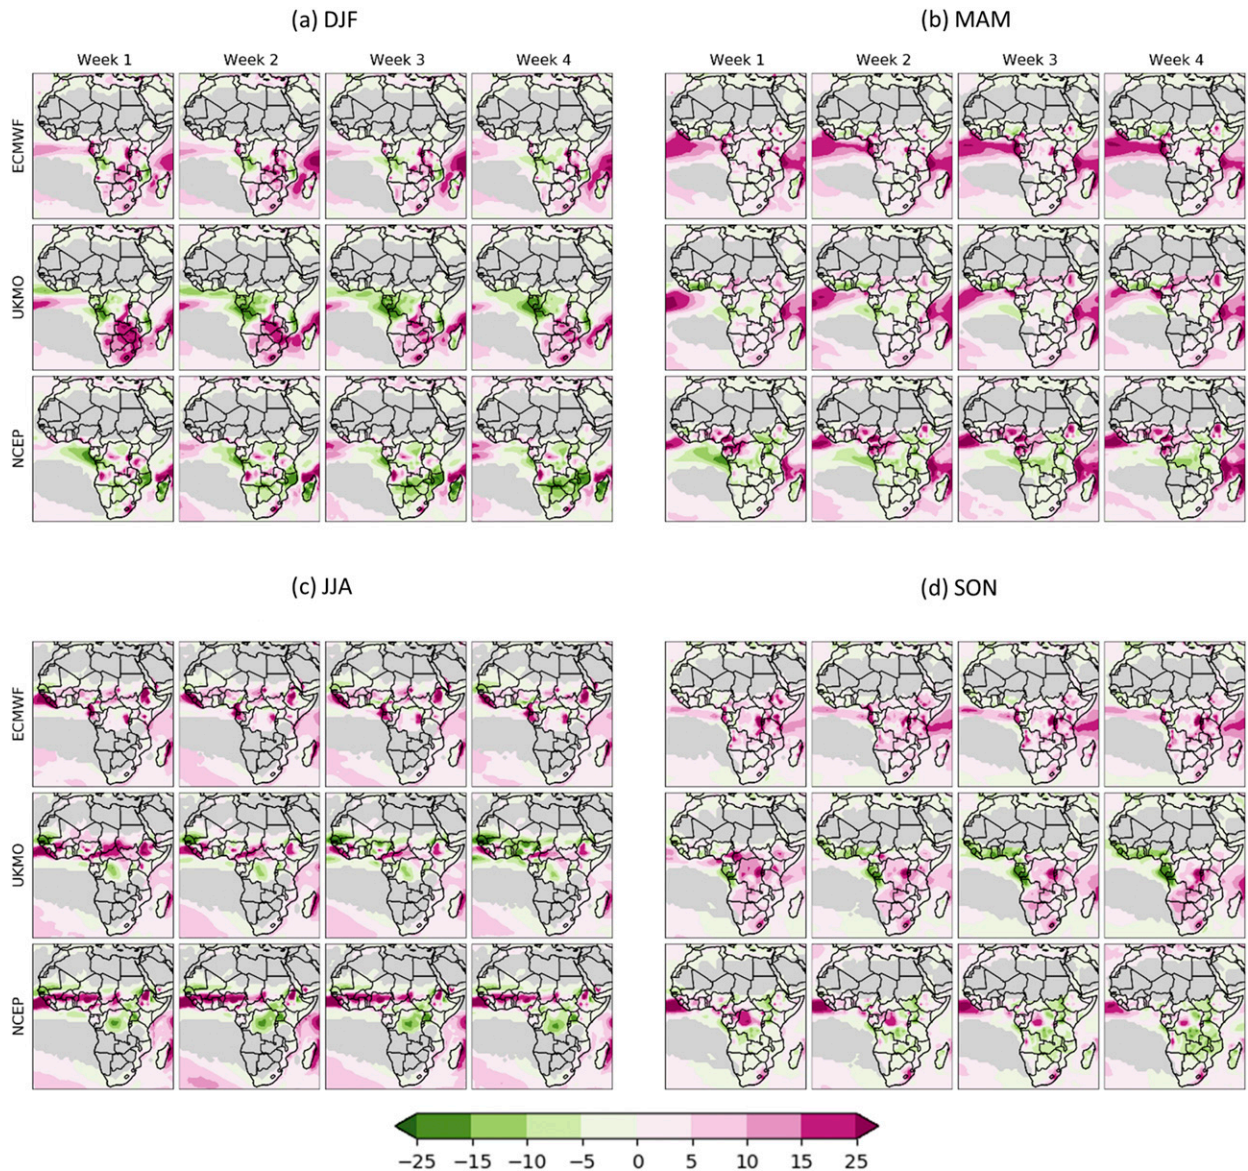 (a) DJF
(b) MAM
Week 1 Week 2 Week 3 Week 4
Week 1 Week 2 Week 3 Week 4
ECMWF
UKMO
NCEP
(c) JJA
(d) SON
ECMWF
UKMO
NCEP
−25 −15 −10 −5 0 5 10 15 25